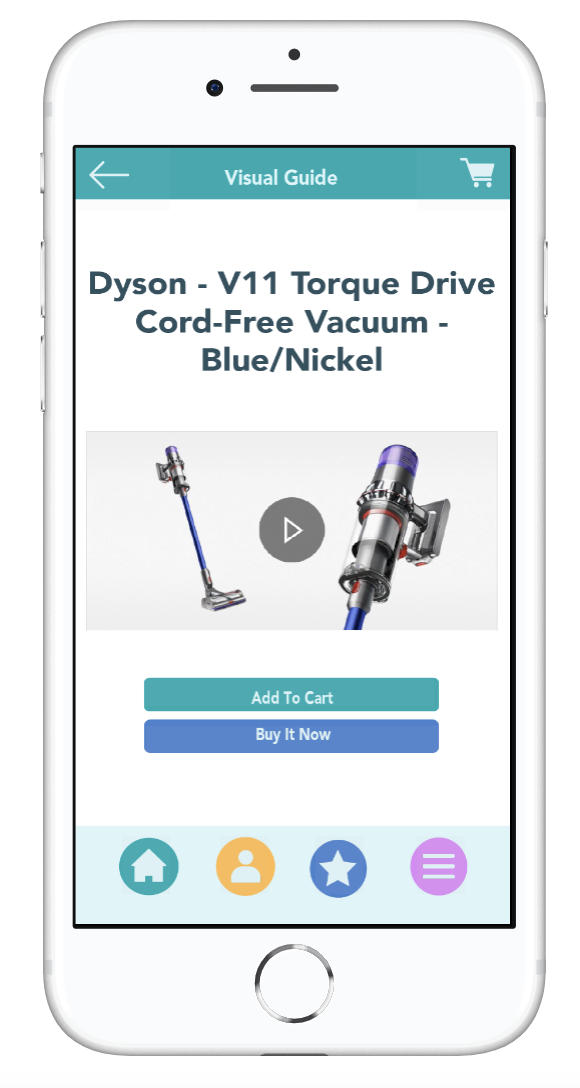 Visual Guide
Dyson - V11 Torque Drive
Cord-Free Vacuum -
Blue/Nickel
Add To Cart
Buy It Now